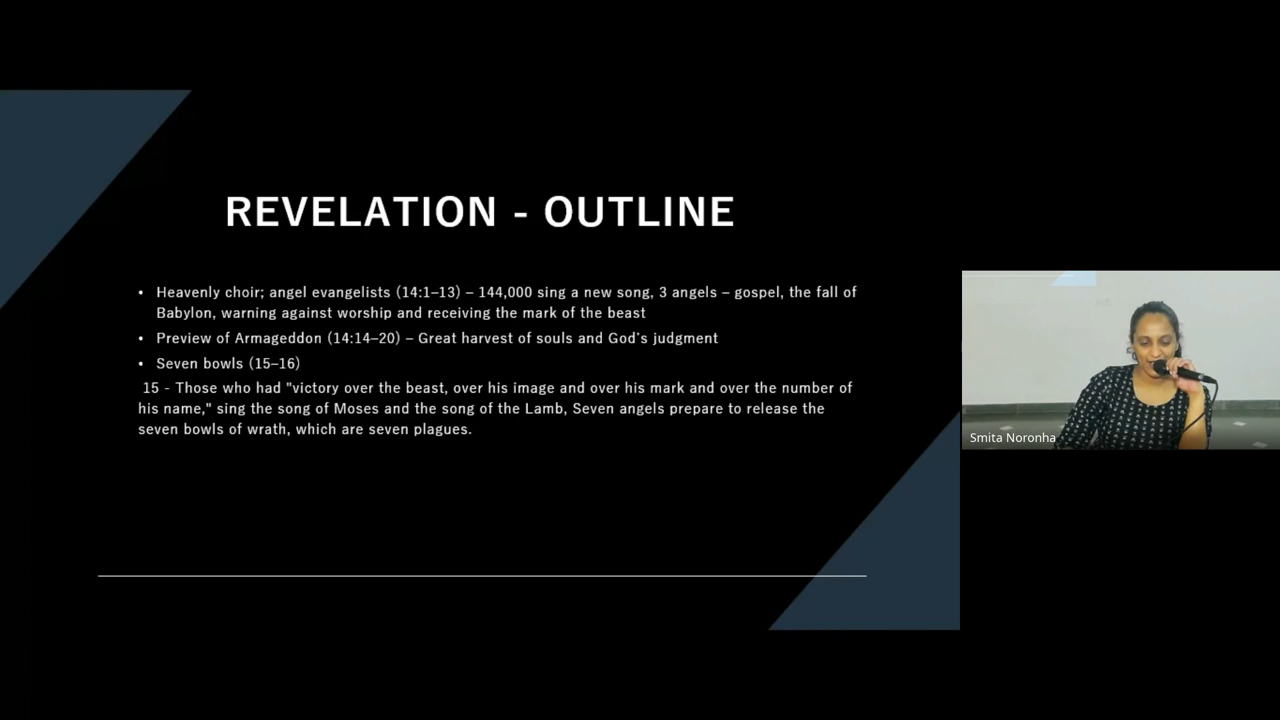 REVELATION - OUTLINE
• Heavenly choir; angel evangelists (14:1–13) – 144,000 sing a new song, 3 angels – gospel, the fall of
Babylon, warning against worship and receiving the mark of the beast
• Preview of Armageddon (14:14–20) – Great harvest of souls and God's judgment
• Seven bowls (15–16)
15 - Those who had "victory over the beast, over his image and over his mark and over the number of
his name," sing the song of Moses and the song of the Lamb, Seven angels prepare to release the
seven bowls of wrath, which are seven plagues.
Smita Noronha